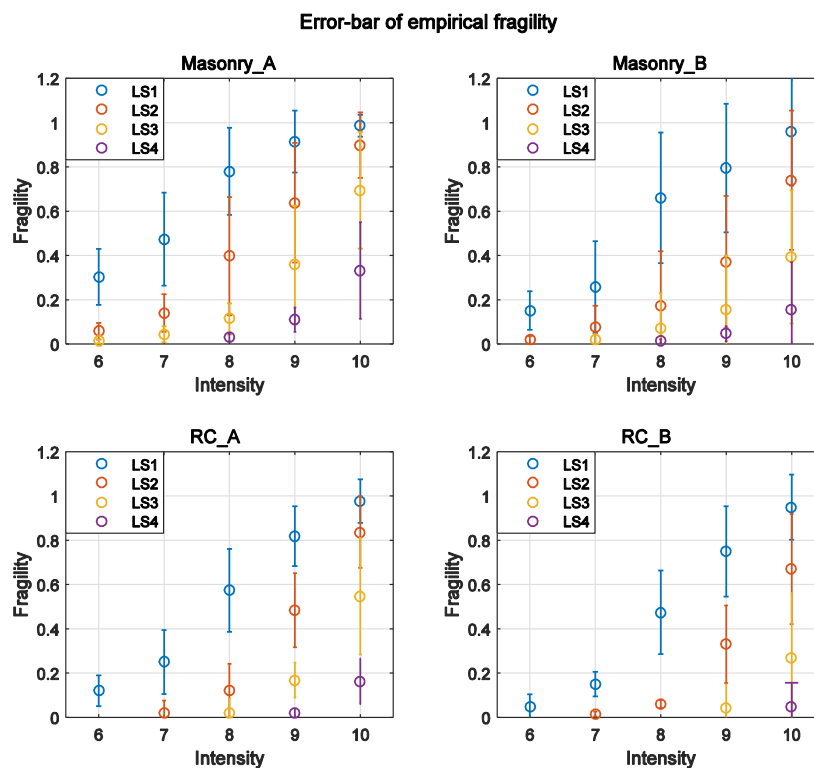 Error-bar of empirical fragility
Masonry_A
1.2
1
0.8
0.6
0.4
0.2
0
Fragility
LS1
LS2
LS3
LS4
6 7 8 9 10
Intensity
Masonry_B
1.2
1
0.8
0.6
0.4
0.2
0
Fragility
LS1
LS2
LS3
LS4
6 7 8 9 10
Intensity
RC_A
1.2
1
0.8
0.6
0.4
0.2
0
Fragility
LS1
LS2
LS3
LS4
6 7 8 9 10
Intensity
RC_B
1.2
1
0.8
0.6
0.4
0.2
0
Fragility
LS1
LS2
LS3
LS4
6 7 8 9 10
Intensity